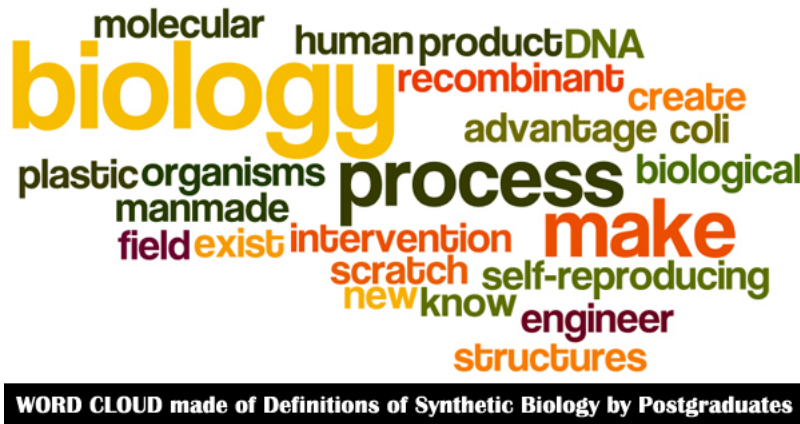 molecular
human product DNA
biology
recombinant
create
advantage coli
plastic organisms process biological
manmade
make
field exist intervention
scratch self-reproducing
new know
engineer
structures
WORD CLOUD made of Definitions of Synthetic Biology by Postgraduates